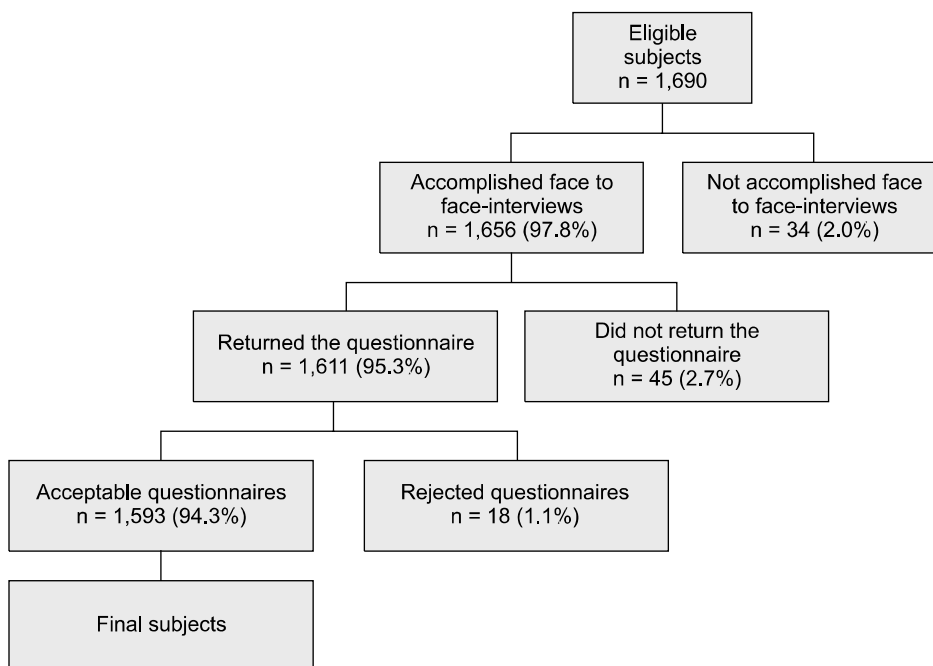 Eligible
subjects
n = 1,690
Accomplished face to
face-interviews
n = 1,656 (97.8%)
Not accomplished face
to face-interviews
n = 34 (2.0%)
Returned the questionnaire
n = 1,611 (95.3%)
Did not return the
questionnaire
n = 45 (2.7%)
Acceptable questionnaires
n = 1,593 (94.3%)
Rejected questionnaires
n = 18 (1.1%)
Final subjects